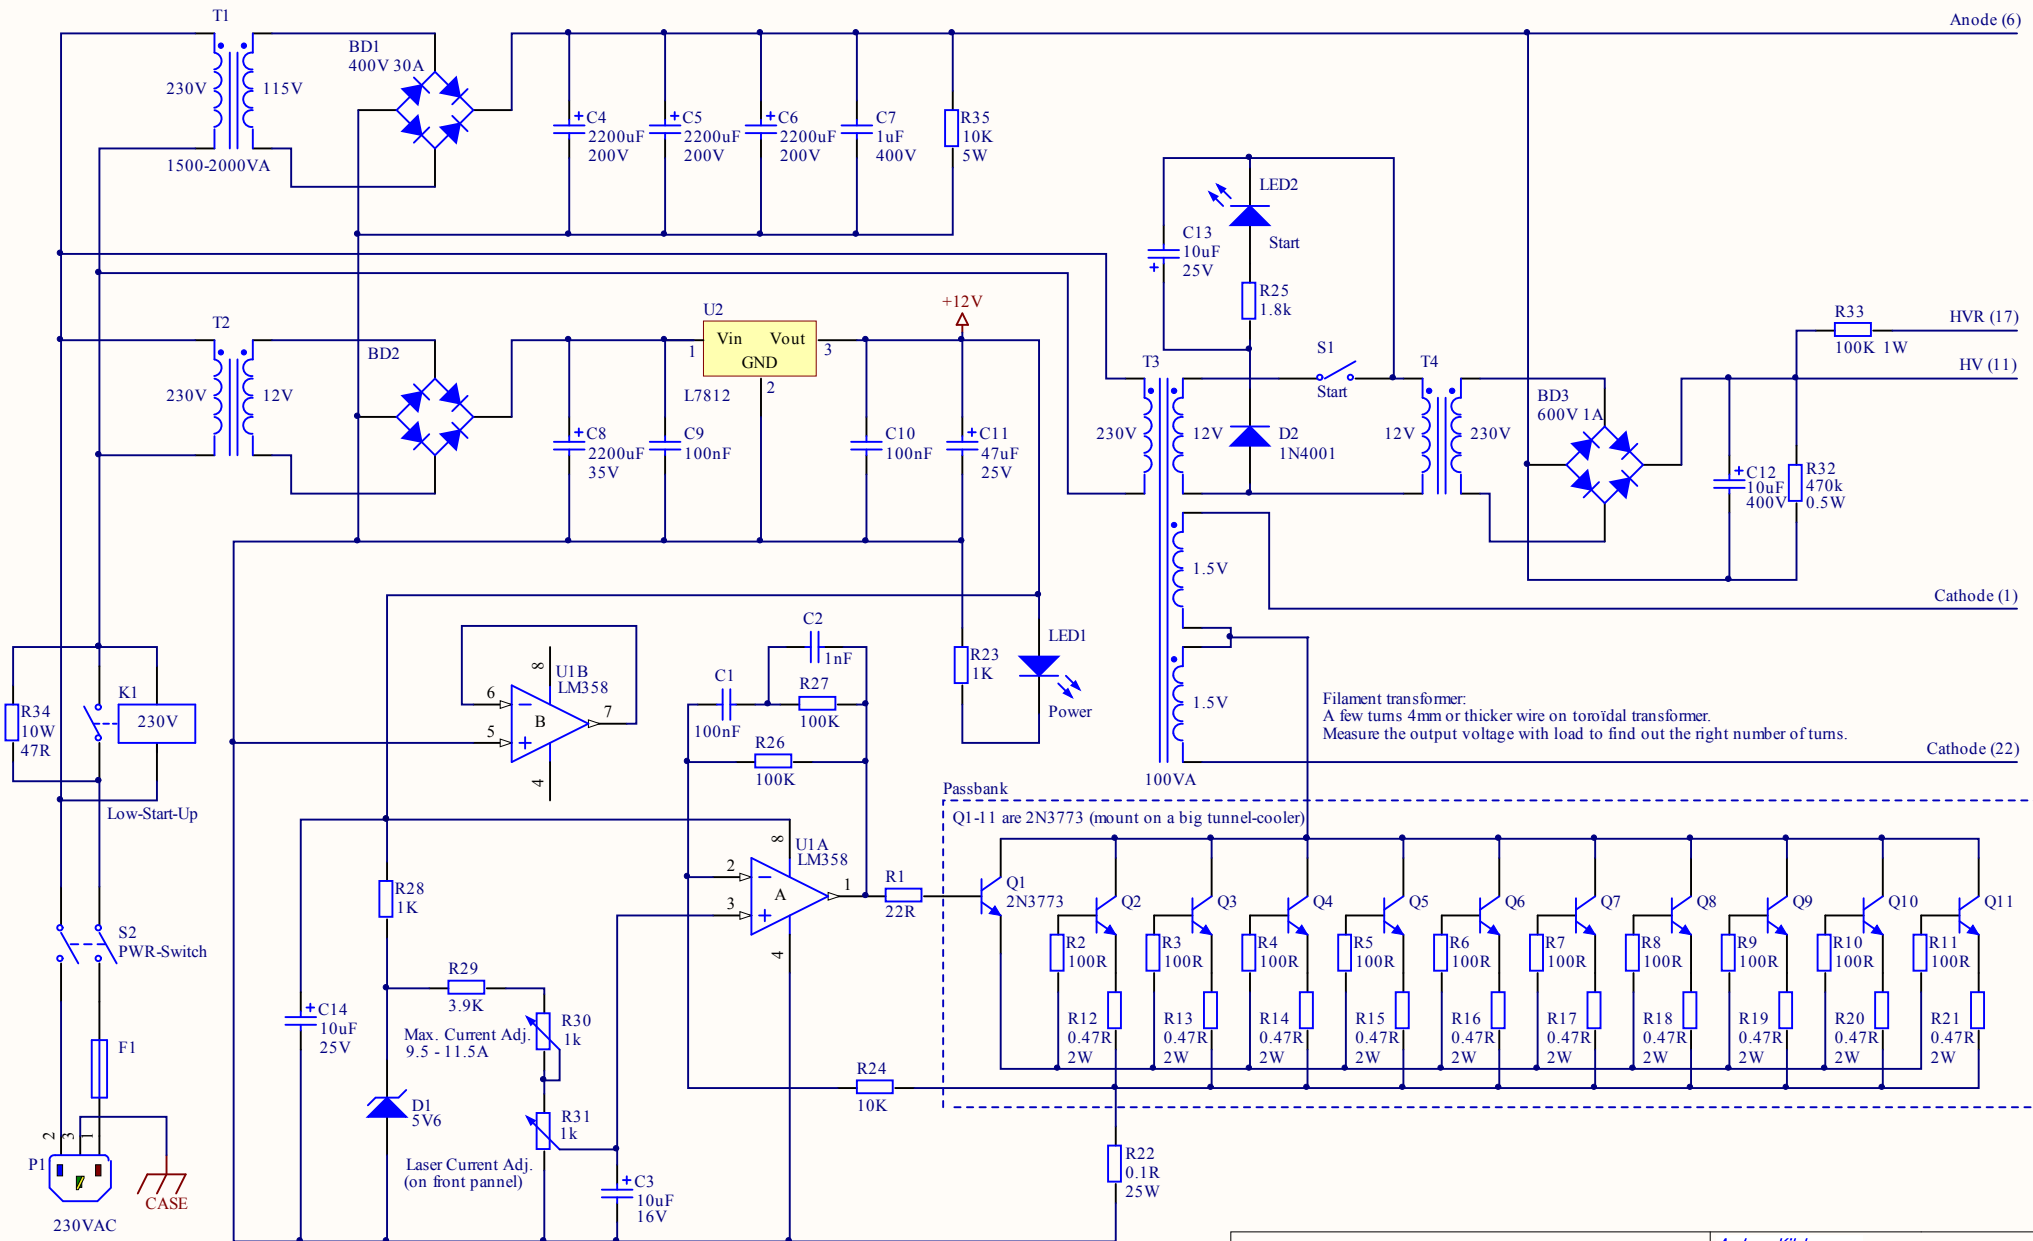 T1
Anode (6)
BD1
400V 30A
230V
115V
1500-2000VA
+C4
2200uF
200V
+C5
2200uF
200V
+C6
2200uF
200V
C7
1uF
400V
R35
10K
5W
LED2
Start
C13
10uF
25V
+
R25
1.8k
T2
BD2
230V
12V
U2
Vin
Vout
GND
1
3
2
L7812
+12V
+C8
2200uF
35V
C9
100nF
C10
100nF
+C11
47uF
25V
T3
230V
12V
S1
Start
D2
1N4001
T4
12V
230V
BD3
600V 1A
R33
100K 1W
HVR (17)
HV (11)
+C12
10uF
400V
R32
470k
0.5W
1.5V
Cathode (1)
1.5V
Filament transformer:
A few turns 4mm or thicker wire on toroïdal transformer.
Measure the output voltage with load to find out the right number of turns.
Cathode (22)
100VA
R34
10W
47R
K1
230V
Low-Start-Up
U1B
LM358
8
6
5
7
4
B
C2
1nF
C1
100nF
R27
100K
R26
100K
R23
1K
LED1
Power
Passbank
Q1-11 are 2N3773 (mount on a big tunnel-cooler)
U1A
LM358
8
2
3
1
4
A
R1
22R
Q1
2N3773
Q2
Q3
Q4
Q5
Q6
Q7
Q8
Q9
Q10
Q11
R2
100R
R3
100R
R4
100R
R5
100R
R6
100R
R7
100R
R8
100R
R9
100R
R10
100R
R11
100R
R12
0.47R
2W
R13
0.47R
2W
R14
0.47R
2W
R15
0.47R
2W
R16
0.47R
2W
R17
0.47R
2W
R18
0.47R
2W
R19
0.47R
2W
R20
0.47R
2W
R21
0.47R
2W
R28
1K
S2
PWR-Switch
R29
3.9K
+C14
10uF
25V
Max. Current Adj.
9.5 - 11.5A
R30
1k
F1
R24
10K
D1
5V6
R31
1k
Laser Current Adj.
(on front pannel)
+C3
10uF
16V
R22
0.1R
25W
2
3
1
P1
CASE
230VAC